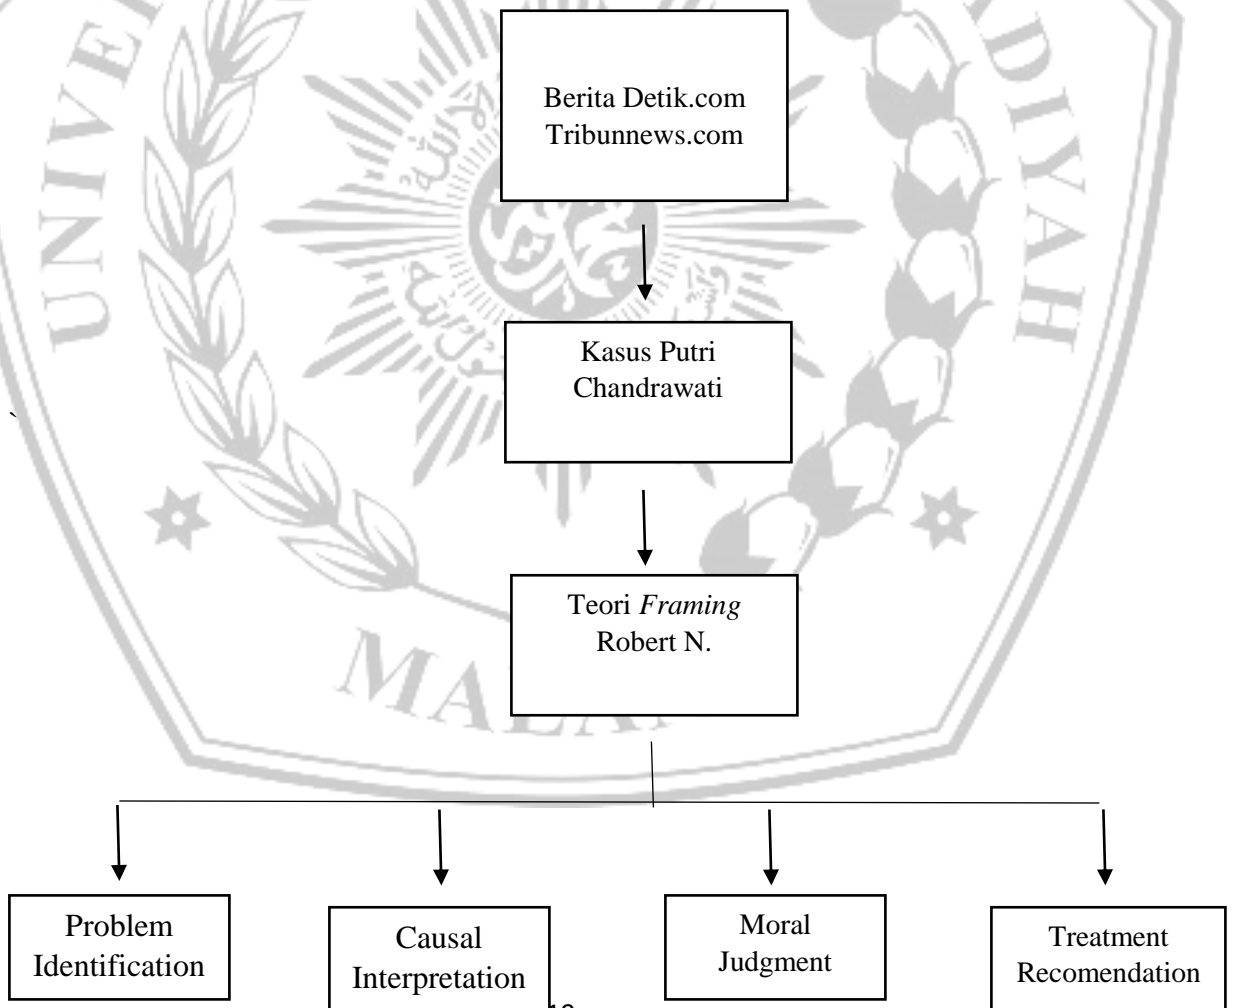 Berita Detik.com
Tribunnews.com
Kasus Putri
Chandrawati
`
Teori Framing
Robert N.
Problem
Identification
Causal
Interpretation
Moral
Judgment
Treatment
Recomendation